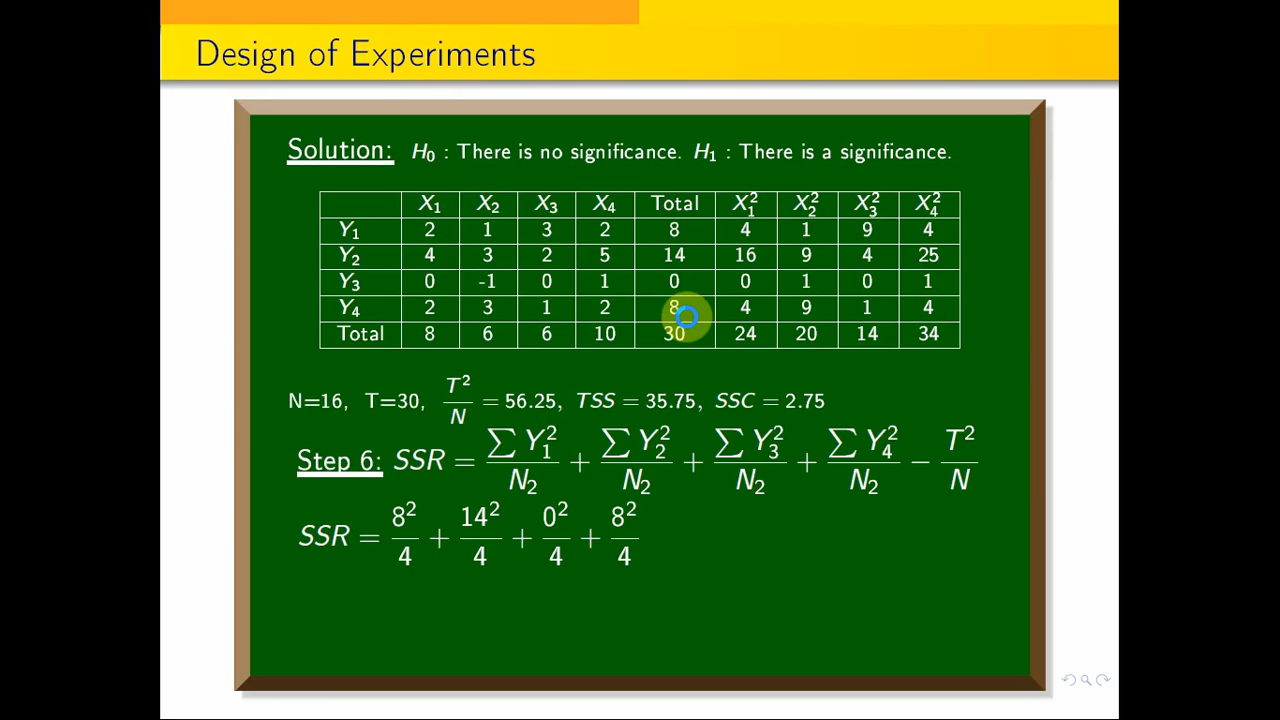 Design of Experiments
Solution: H₀ : There is no significance. H₁ : There is a significance.
X₁ X₂ X₃ X₄ Total X₁² X₂² X₃² X₄²
Y₁ 2 1 3 2 8 4 1 9 4
Y₂ 4 3 2 5 14 16 9 4 25
Y₃ 0 -1 0 1 0 0 1 0 1
Y₄ 2 3 1 2 8 4 9 1 4
Total 8 6 6 10 30 24 20 14 34
N=16, T=30, T²/N = 56.25, TSS = 35.75, SSC = 2.75
Step 6: SSR = ∑Y₁²/N₂ + ∑Y₂²/N₂ + ∑Y₃²/N₂ + ∑Y₄²/N₂ − T²/N
SSR = 8²/4 + 14²/4 + 0²/4 + 8²/4